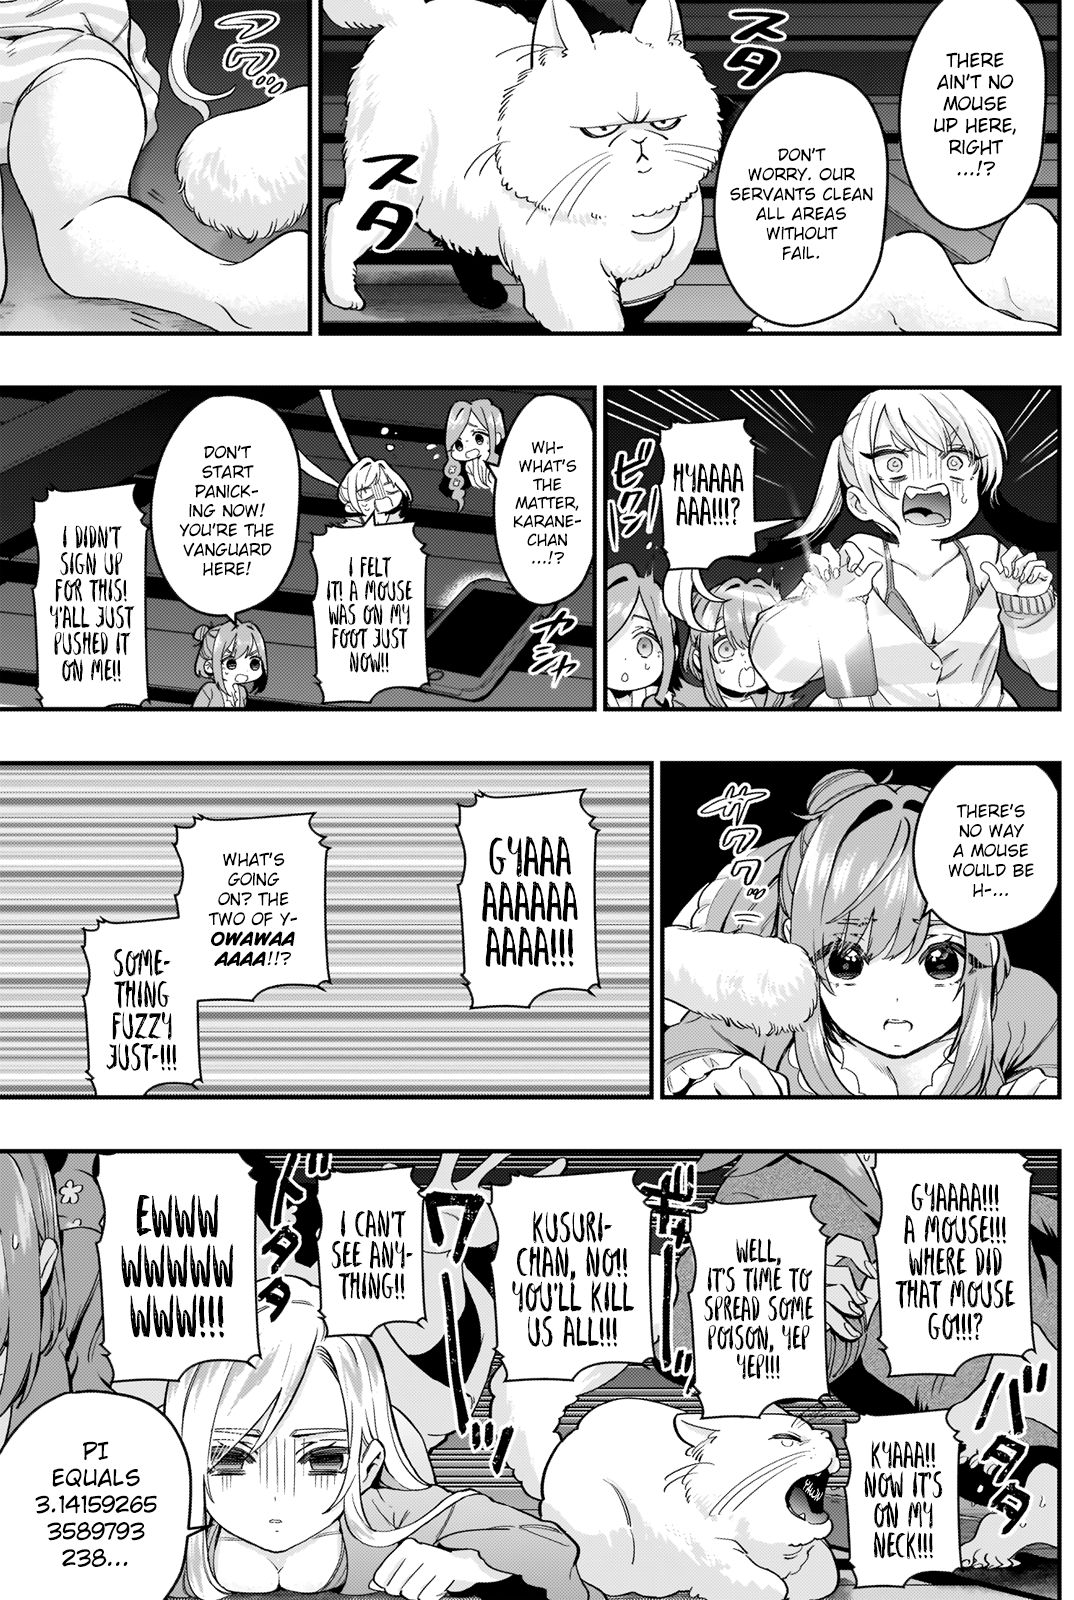 THERE
AIN'T NO
MOUSE
UP HERE,
RIGHT
...!?
DON'T
WORRY. OUR
SERVANTS CLEAN
ALL AREAS
WITHOUT
FAIL.
スタ
スタ
HYAAAA
AAA!!!?
WH-
WHAT'S
THE
MATTER,
KARANE-
CHAN
...!?
カシャ
I FELT
IT! A MOUSE
WAS ON MY
FOOT JUST
NOW!!
DON'T
START
PANICK-
ING NOW!
YOU'RE THE
VANGUARD
HERE!
I DIDN'T
SIGN UP
FOR THIS!
Y'ALL JUST
PUSHED IT
ON ME!!
THERE'S
NO WAY
A MOUSE
WOULD BE
H-...
GYAAA
AAAAAA
AAAA!!!
WHAT'S
GOING
ON? THE
TWO OF Y-
OWAWAA
AAAA!!?
SOME-
THING
FUZZY
JUST-!!!
GYAAAA!!!
A MOUSE!!!
WHERE DID
THAT MOUSE
GO!!!?
WELL,
IT'S TIME TO
SPREAD SOME
POISON, YEP
YEP!!!
KYAAA!!
NOW IT'S
ON MY
NECK!!!
YAWN
KUSURI-
CHAN, NO!!
YOU'LL KILL
US ALL!!!
I CAN'T
SEE ANY-
THING!!
EWWW
WWWWW
WWW!!!
PI
EQUALS
3.14159265
3589793
238...